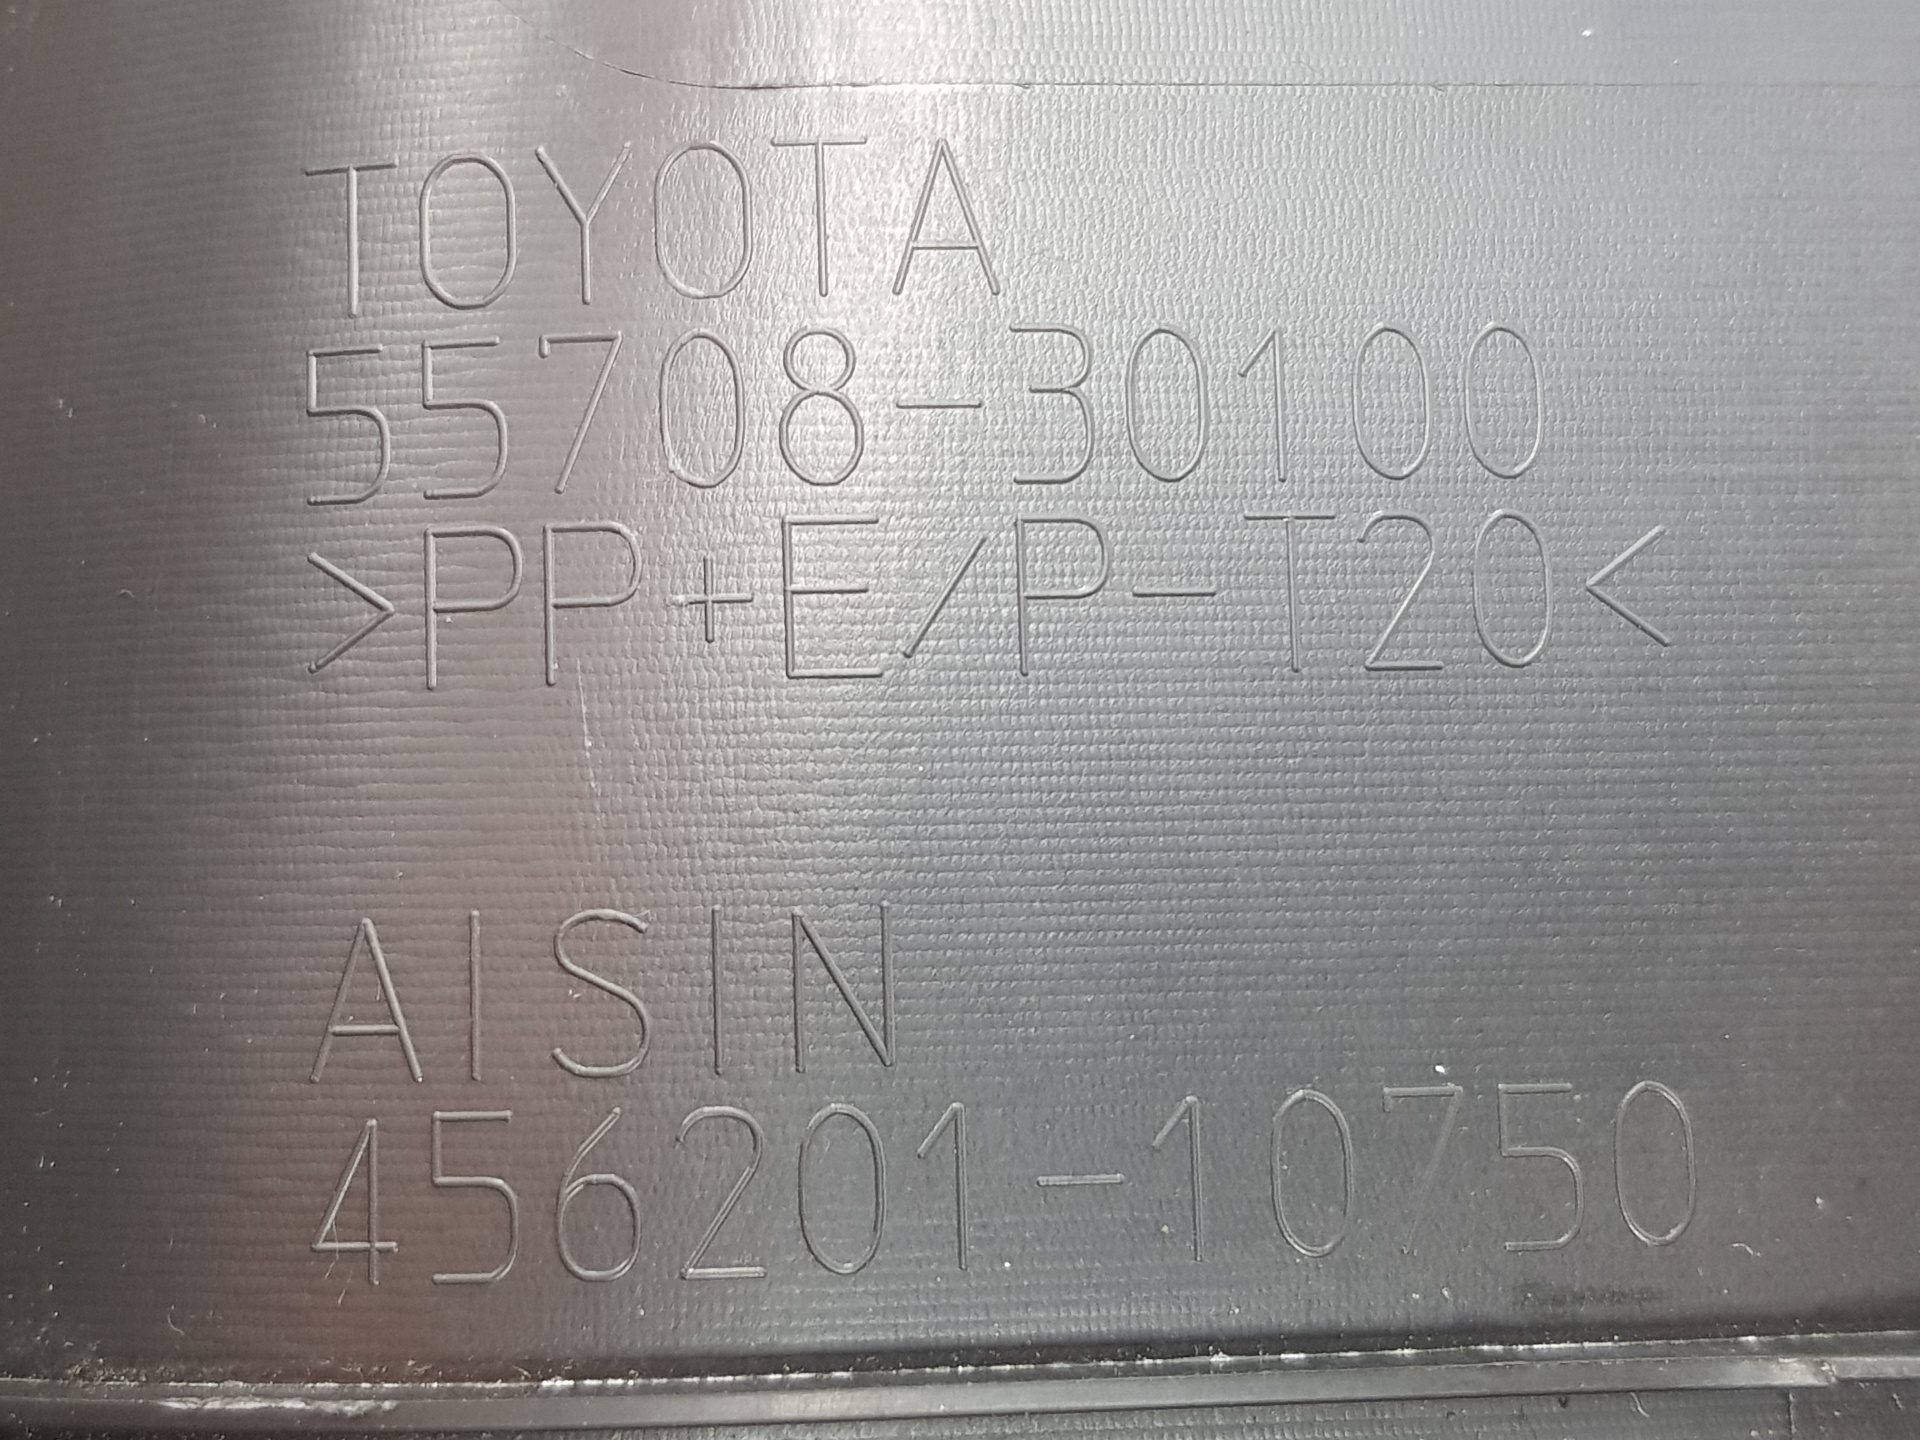 TOYOTA
55708-30100
>PP+E/P-T20<
AISIN
456201-10750